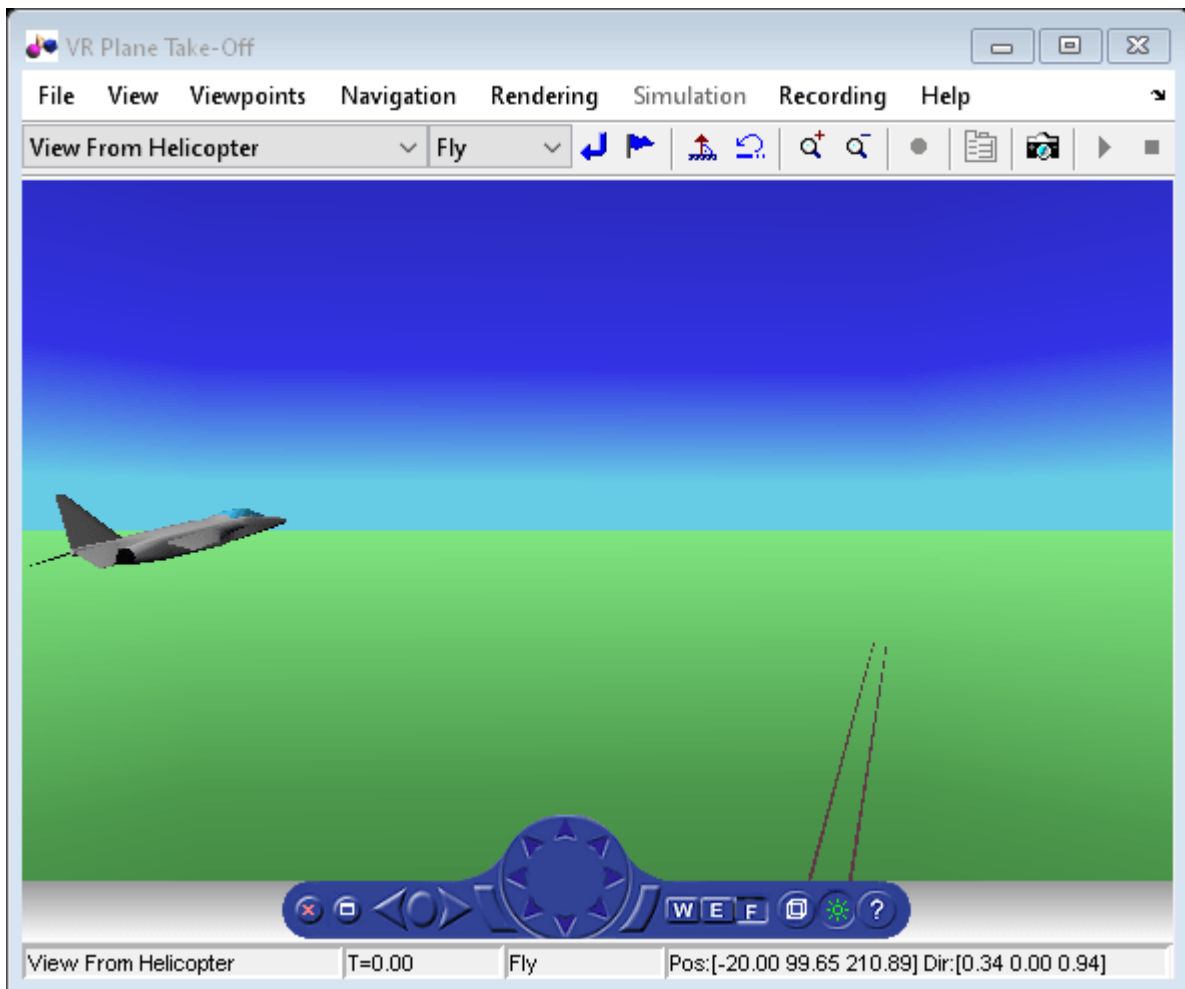 VR Plane Take-Off
File View Viewpoints Navigation Rendering Simulation Recording Help
View From Helicopter Fly
W E F ?
View From Helicopter T=0.00 Fly Pos:[-20.00 99.65 210.89] Dir:[0.34 0.00 0.94]